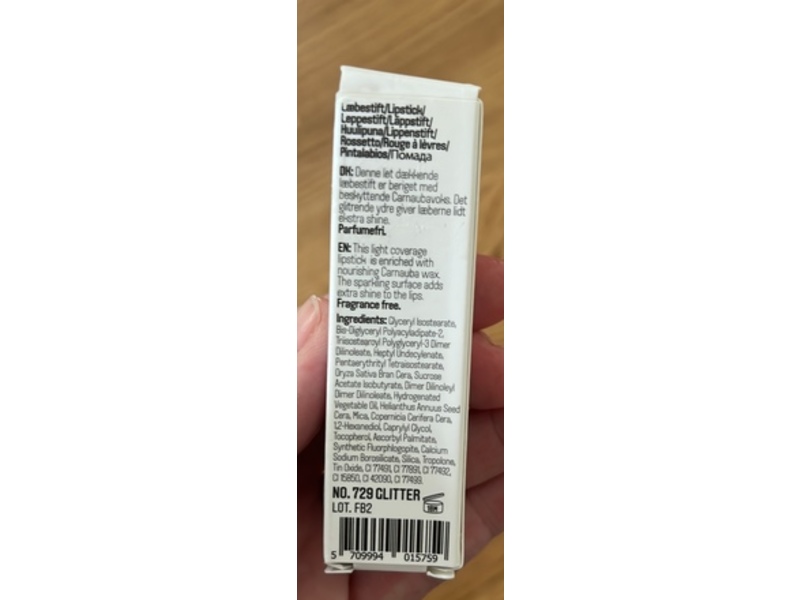 Læbestift/Lipstick/
Leppestift/Läppstift/
Huulipuna/Lippenstift/
Rossetto/Rouge à lèvres/
Pintalabios/Помада
DK: Denne let dækkende
læbestift er beriget med
beskyttende Carnaubavoks. Det
glitrende ydre giver læberne lidt
ekstra shine.
Parfumefri.
EN: This light coverage
lipstick is enriched with
nourishing Carnauba wax.
The sparkling surface adds
extra shine to the lips.
Fragrance free.
Ingredients: Glyceryl Isostearate,
Bis-Diglyceryl Polyacyladipate-2,
Triisostearoyl Polyglyceryl-3 Dimer
Dilinoleate, Heptyl Undecylenate,
Pentaerythrityl Tetraisostearate,
Oryza Sativa Bran Cera, Sucrose
Acetate Isobutyrate, Dimer Dilinoleyl
Dimer Dilinoleate, Hydrogenated
Vegetable Oil, Helianthus Annuus Seed
Cera, Mica, Copernicia Cerifera Cera,
1,2-Hexanediol, Caprylyl Glycol,
Tocopherol, Ascorbyl Palmitate,
Synthetic Fluorphlogopite, Calcium
Sodium Borosilicate, Silica, Tropolone,
Tin Oxide, CI 77491, CI 77891, CI 77492,
CI 15850, CI 42090, CI 77499.
NO. 729 GLITTER
LOT. FB2
5 709994 015759